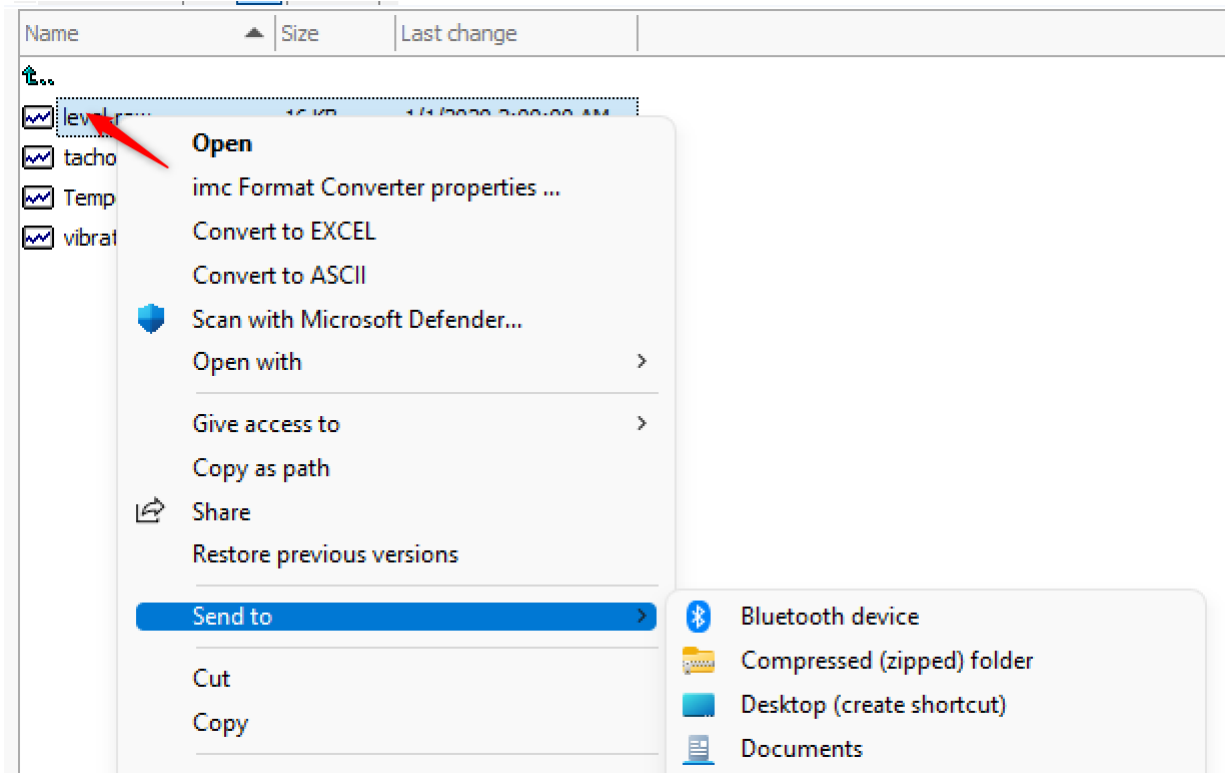 Name Size Last change
..
tacho
Temp
vibrat
Open
imc Format Converter properties ...
Convert to EXCEL
Convert to ASCII
Scan with Microsoft Defender...
Open with
Give access to
Copy as path
Share
Restore previous versions
Send to
Cut
Copy
Bluetooth device
Compressed (zipped) folder
Desktop (create shortcut)
Documents